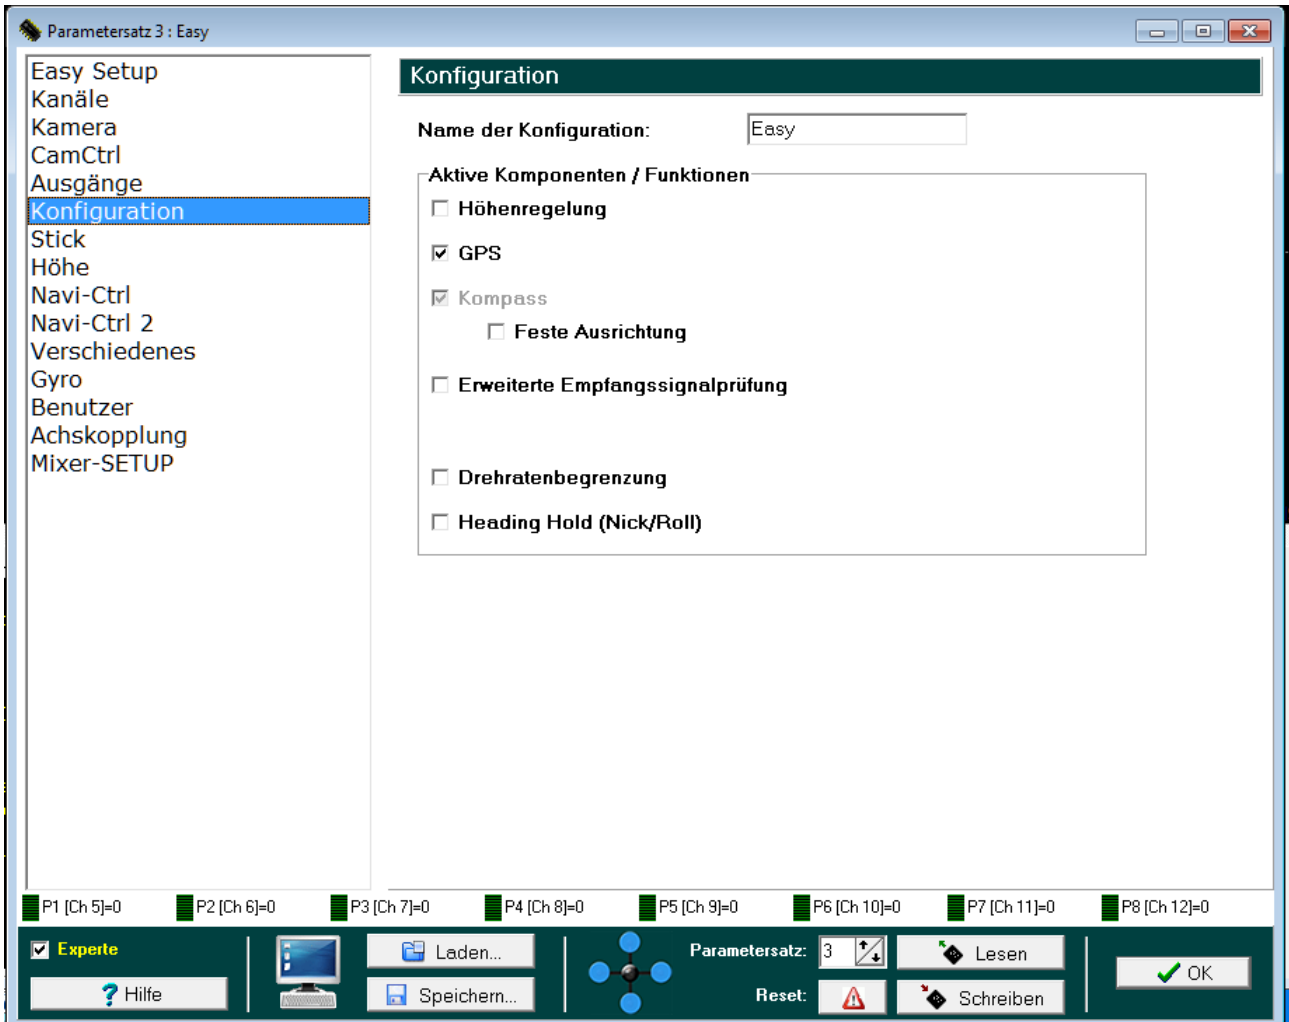 Parametersatz 3 : Easy
Easy Setup
Kanäle
Kamera
CamCtrl
Ausgänge
Konfiguration
Stick
Höhe
Navi-Ctrl
Navi-Ctrl 2
Verschiedenes
Gyro
Benutzer
Achskopplung
Mixer-SETUP
Konfiguration
Name der Konfiguration: Easy
Aktive Komponenten / Funktionen
Höhenregelung
GPS
Kompass
Feste Ausrichtung
Erweiterte Empfangssignalprüfung
Drehratenbegrenzung
Heading Hold (Nick/Roll)
P1 [Ch 5]=0 P2 [Ch 6]=0 P3 [Ch 7]=0 P4 [Ch 8]=0 P5 [Ch 9]=0 P6 [Ch 10]=0 P7 [Ch 11]=0 P8 [Ch 12]=0
Experte
Hilfe
Laden...
Speichern...
Parametersatz: 3
Reset:
Lesen
Schreiben
OK